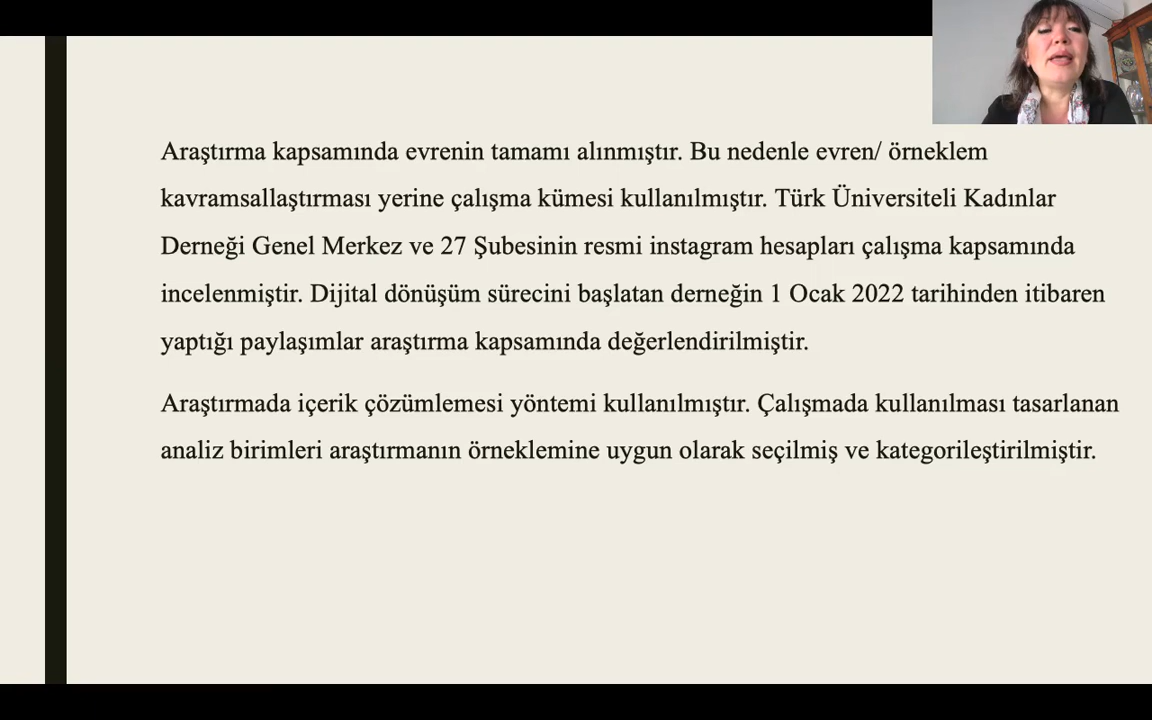 Araştırma kapsamında evrenin tamamı alınmıştır. Bu nedenle evren/ örneklem
kavramsallaştırması yerine çalışma kümesi kullanılmıştır. Türk Üniversiteli Kadınlar
Derneği Genel Merkez ve 27 Şubesinin resmi instagram hesapları çalışma kapsamında
incelenmiştir. Dijital dönüşüm sürecini başlatan derneğin 1 Ocak 2022 tarihinden itibaren
yaptığı paylaşımlar araştırma kapsamında değerlendirilmiştir.
Araştırmada içerik çözümlemesi yöntemi kullanılmıştır. Çalışmada kullanılması tasarlanan
analiz birimleri araştırmanın örneklemine uygun olarak seçilmiş ve kategorileştirilmiştir.